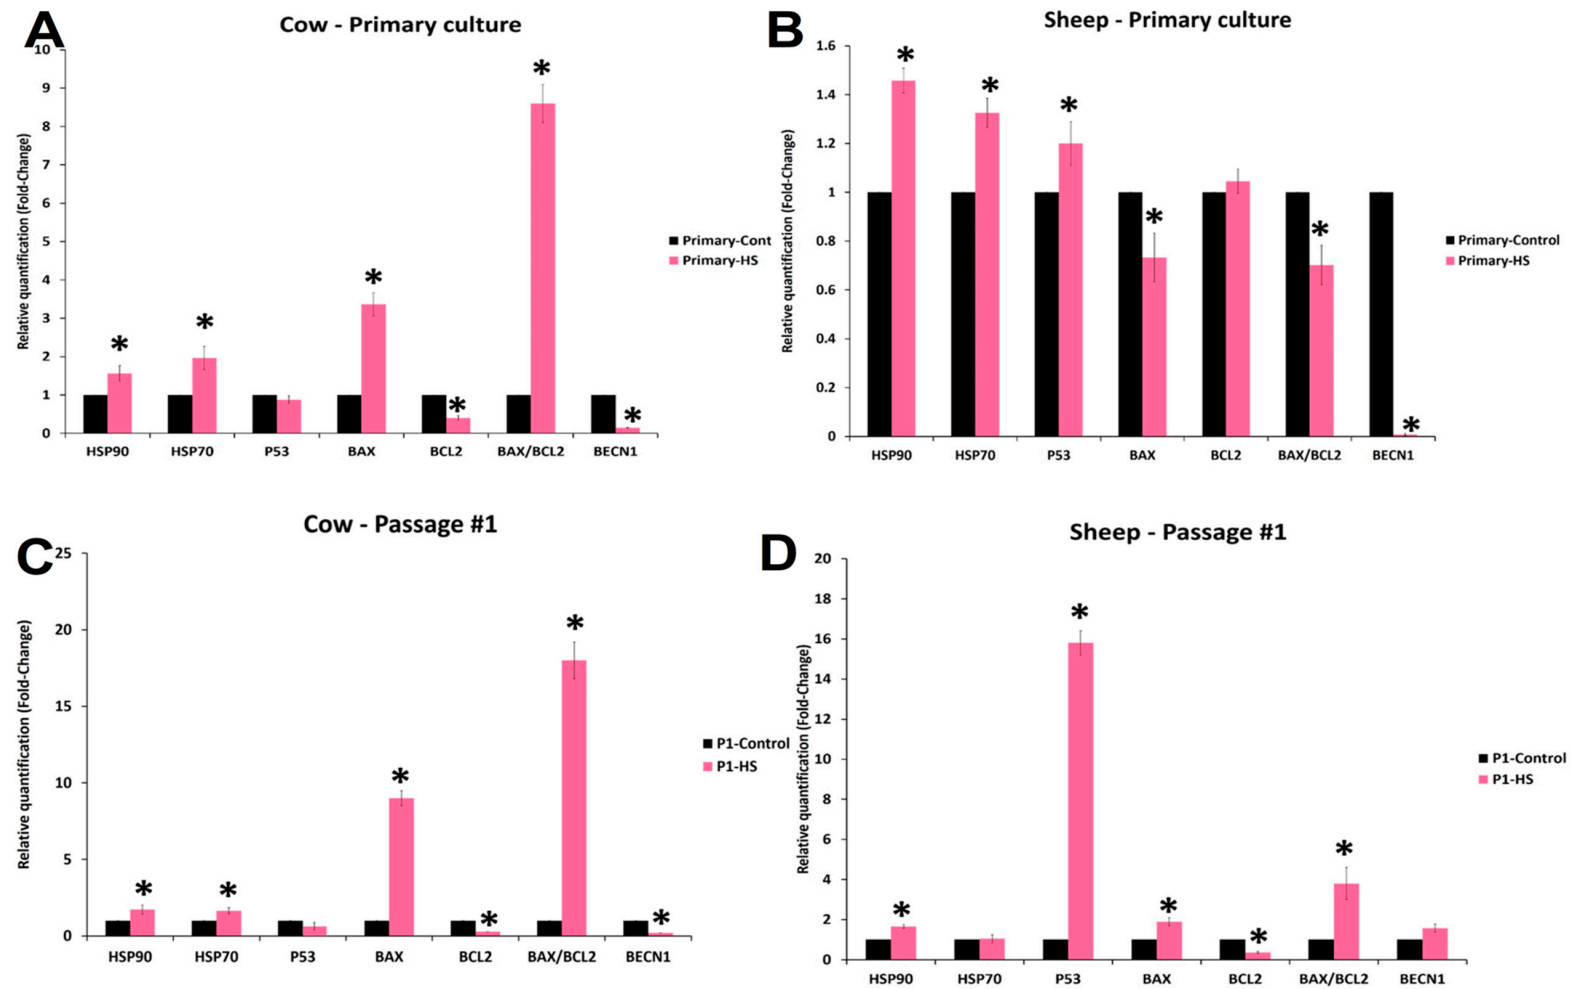 A
Cow - Primary culture
Relative quantification (Fold-Change)
10
9
8
7
6
5
4
3
2
1
0
*
*
*
*
*
*
HSP90 HSP70 P53 BAX BCL2 BAX/BCL2 BECN1
Primary-Cont
Primary-HS
B
Sheep - Primary culture
Relative quantification (Fold-Change)
1.6
1.4
1.2
1
0.8
0.6
0.4
0.2
0
*
*
*
*
*
*
HSP90 HSP70 P53 BAX BCL2 BAX/BCL2 BECN1
Primary-Control
Primary-HS
C
Cow - Passage #1
Relative quantification (Fold-Change)
25
20
15
10
5
0
*
*
*
*
*
*
HSP90 HSP70 P53 BAX BCL2 BAX/BCL2 BECN1
P1-Control
P1-HS
D
Sheep - Passage #1
Relative quantification (Fold-Change)
20
18
16
14
12
10
8
6
4
2
0
*
*
*
*
*
HSP90 HSP70 P53 BAX BCL2 BAX/BCL2 BECN1
P1-Control
P1-HS